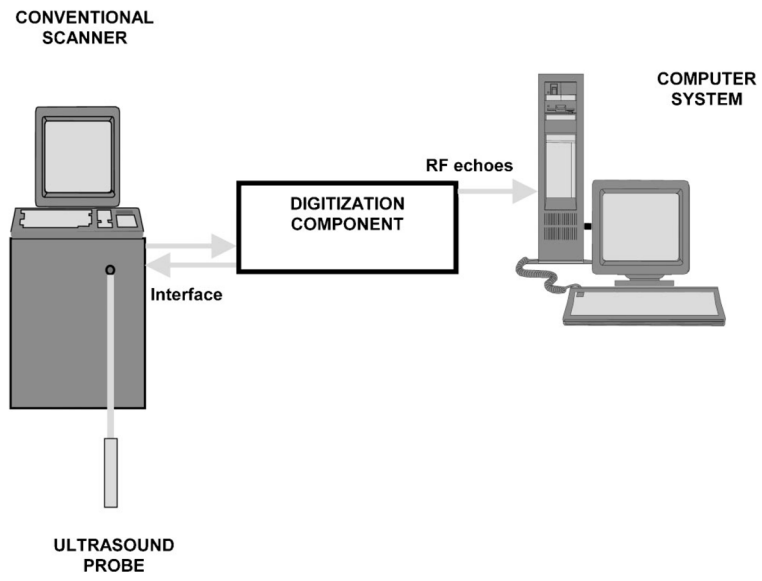 CONVENTIONAL
SCANNER
COMPUTER
SYSTEM
RF echoes
DIGITIZATION
COMPONENT
Interface
ULTRASOUND
PROBE